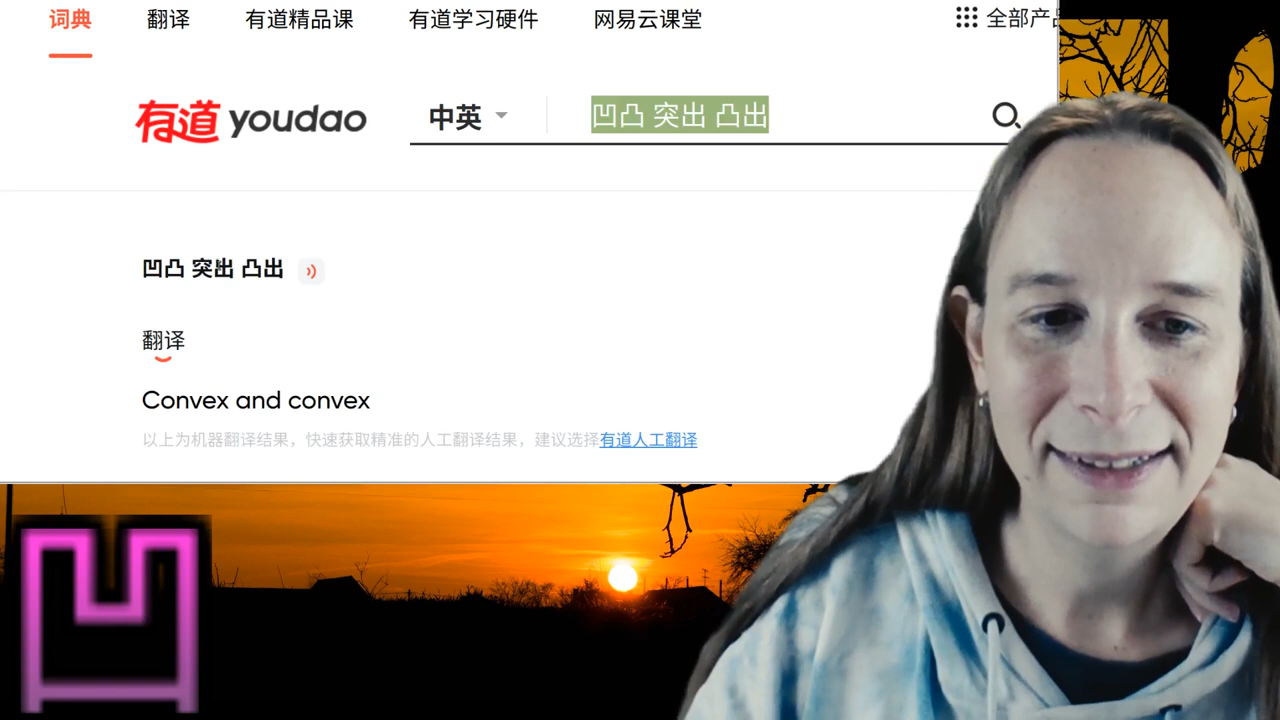 词典 翻译 有道精品课 有道学习硬件 网易云课堂 全部产品
有道 youdao 中英 凹凸 突出 凸出
凹凸 突出 凸出
翻译
Convex and convex
以上为机器翻译结果，快速获取精准的人工翻译结果，建议选择有道人工翻译
凹